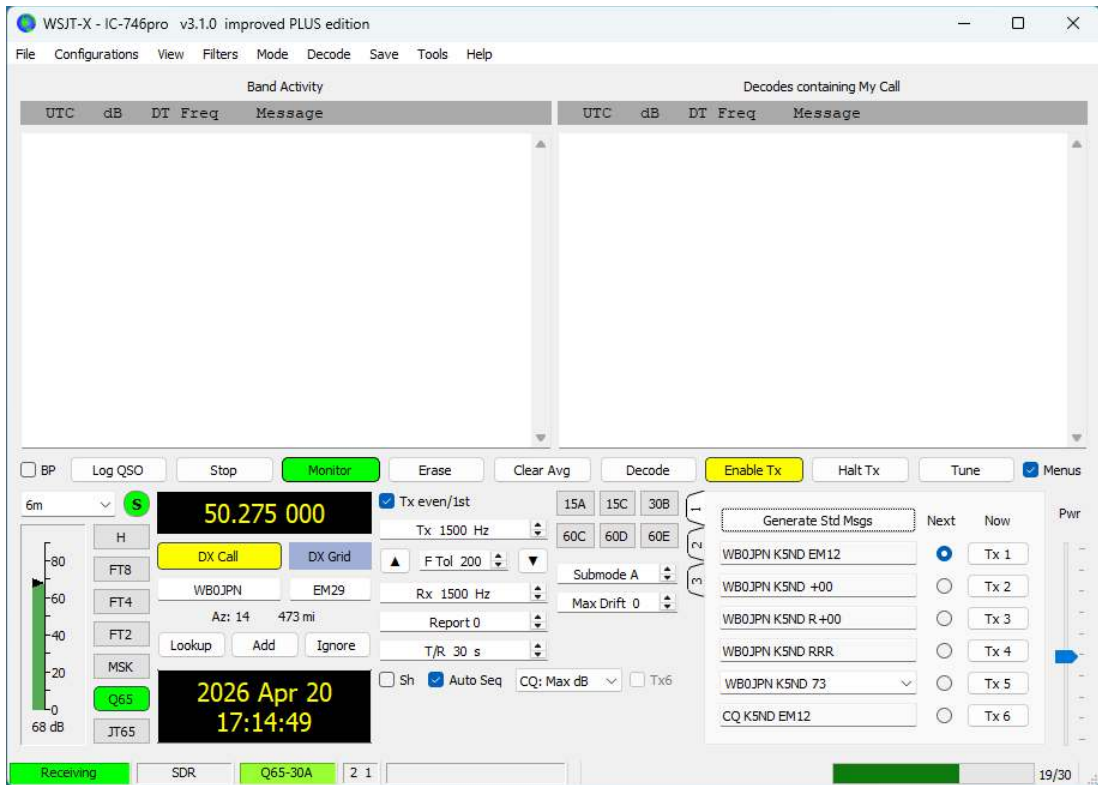 WSJT-X - IC-746pro v3.1.0 improved PLUS edition
File Configurations View Filters Mode Decode Save Tools Help
Band Activity
Decodes containing My Call
UTC dB DT Freq Message
UTC dB DT Freq Message
BP Log QSO Stop Monitor Erase Clear Avg Decode Enable Tx Halt Tx Tune Menus
6m S
50.275 000
H
FT8
FT4
FT2
MSK
Q65
JT65
-80
-60
-40
-20
0
68 dB
DX Call DX Grid
WB0JPN EM29
Az: 14 473 mi
Lookup Add Ignore
2026 Apr 20
17:14:49
Tx even/1st
Tx 1500 Hz
▲ F Tol 200 ▼
Rx 1500 Hz
Report 0
T/R 30 s
Sh Auto Seq CQ: Max dB Tx6
15A 15C 30B
60C 60D 60E
Submode A
Max Drift 0
1
2
3
Generate Std Msgs Next Now
WB0JPN K5ND EM12 Tx 1
WB0JPN K5ND +00 Tx 2
WB0JPN K5ND R+00 Tx 3
WB0JPN K5ND RRR Tx 4
WB0JPN K5ND 73 Tx 5
CQ K5ND EM12 Tx 6
Pwr
Receiving SDR Q65-30A 2 1 19/30